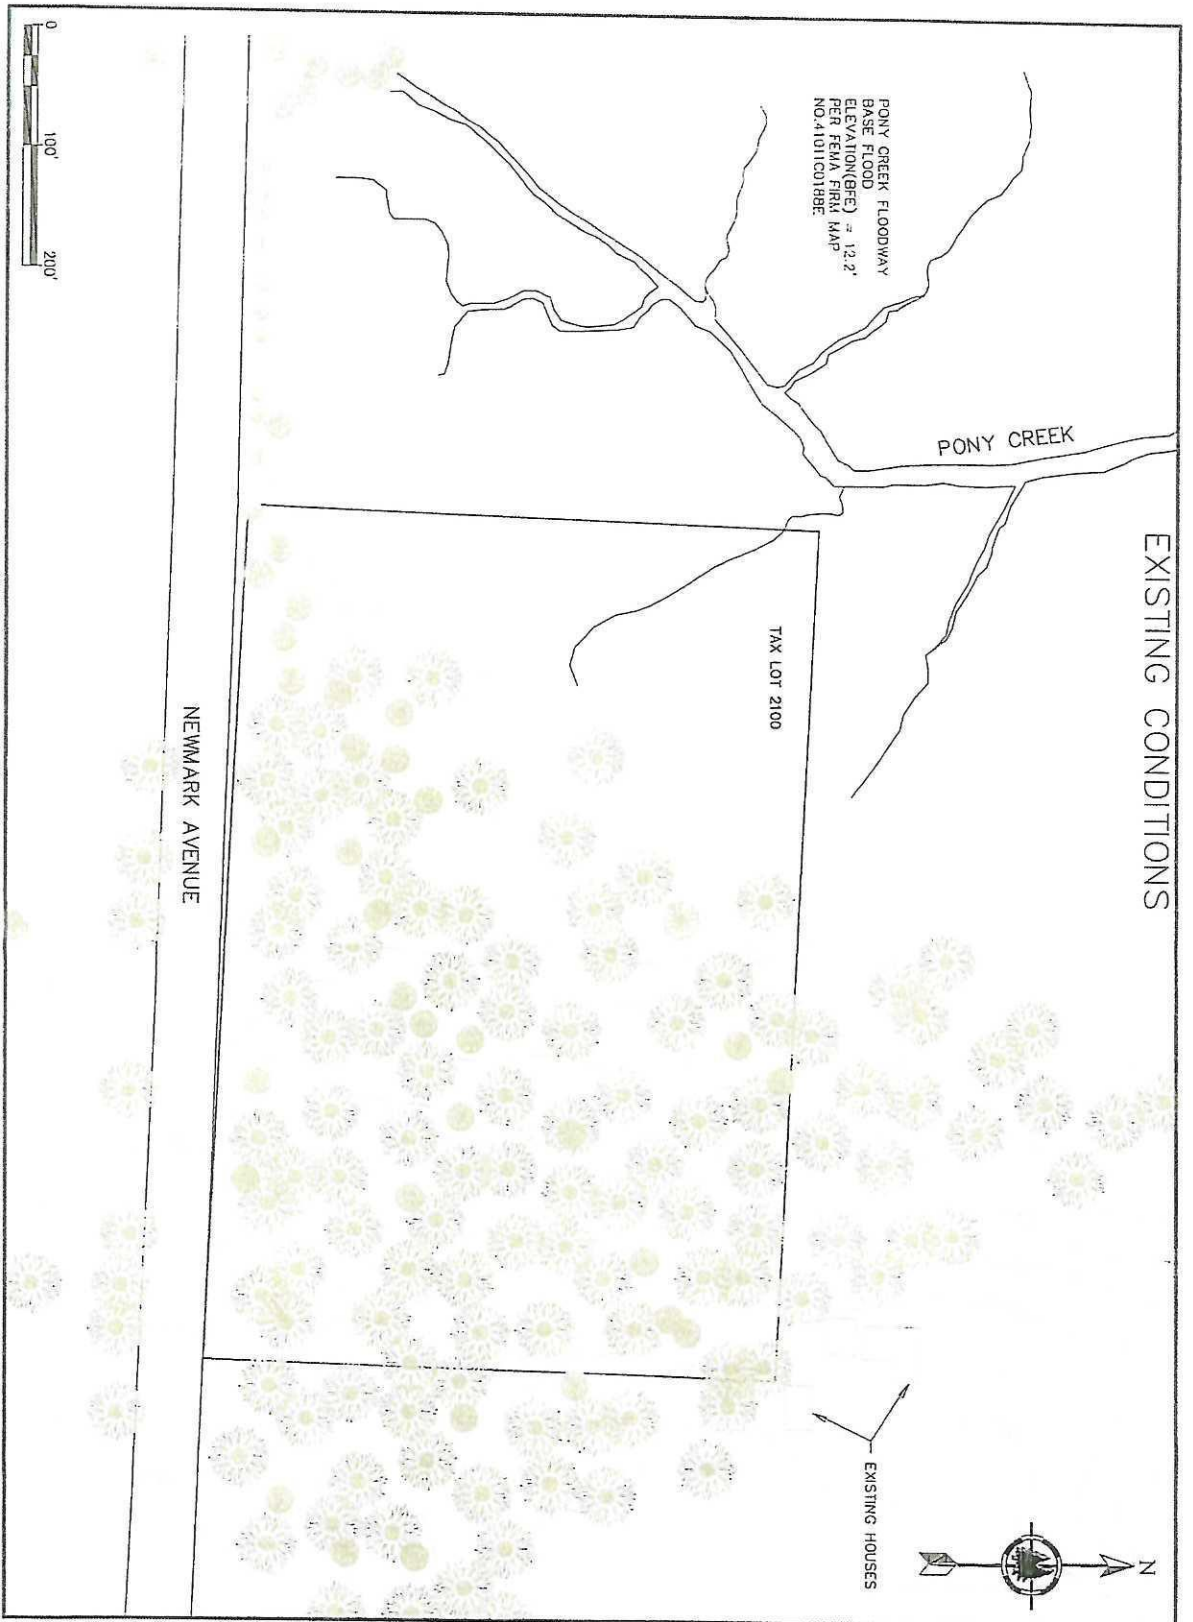 EXISTING CONDITIONS
PONY CREEK FLOODWAY
BASE FLOOD
ELEVATION(BFE) = 12.2'
PER FEMA FIRM MAP
NO.41011C0188E
PONY CREEK
TAX LOT 2100
EXISTING HOUSES
N
NEWMARK AVENUE
0
100'
200'